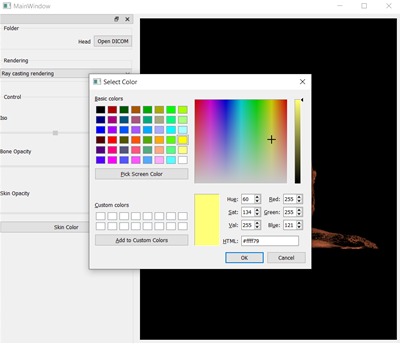 MainWindow
Folder
Head
Open DICOM
Rendering
Ray casting rendering
Control
Iso
Bone Opacity
Skin Opacity
Skin Color
Select Color
Basic colors
Pick Screen Color
Custom colors
Add to Custom Colors
Hue: 60
Red: 255
Sat: 134
Green: 255
Val: 255
Blue: 121
HTML: #ffff79
OK
Cancel